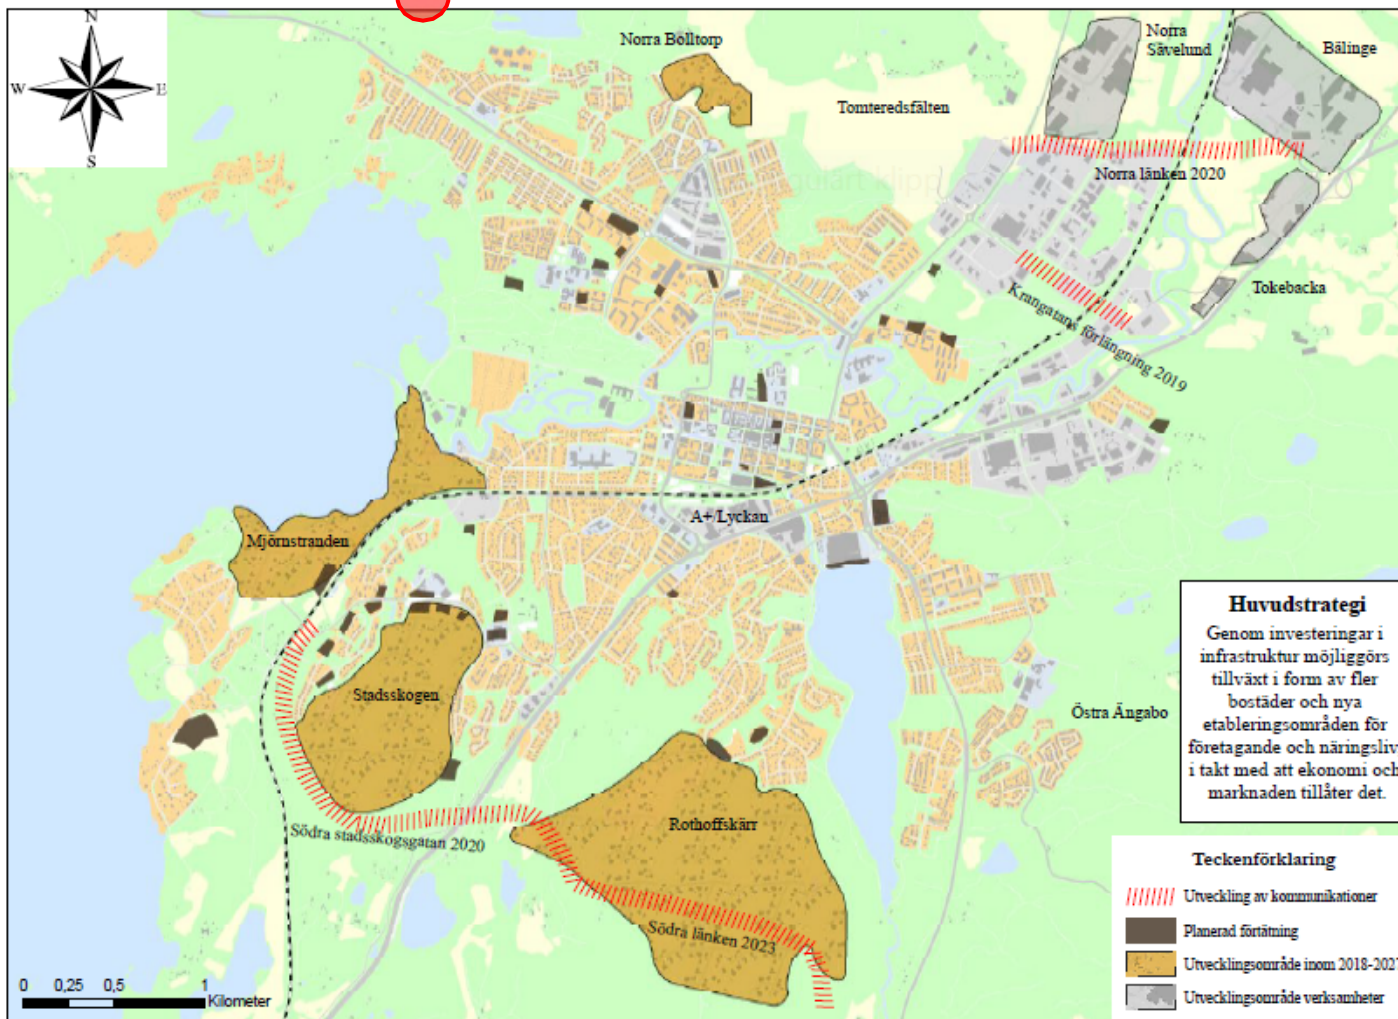 N
W
E
S
Norra Bölltorp
Norra
Sävelund
Bälinge
Tomteredsfälten
Norra länken 2020
Krangatans förlängning 2019
Tokebacka
A+/Lyckan
Mjörnstranden
Stadsskogen
Östra Ängabo
Rothoffskärr
Södra stadsskogsgatan 2020
Södra länken 2023
Huvudstrategi
Genom investeringar i
infrastruktur möjliggörs
tillväxt i form av fler
bostäder och nya
etableringsområden för
företagande och näringsliv
i takt med att ekonomi och
marknaden tillåter det.
Teckenförklaring
Utveckling av kommunikationer
Planerad förtätning
Utvecklingsområde inom 2018-202
Utvecklingsområde verksamheter
0 0,25 0,5 1
Kilometer